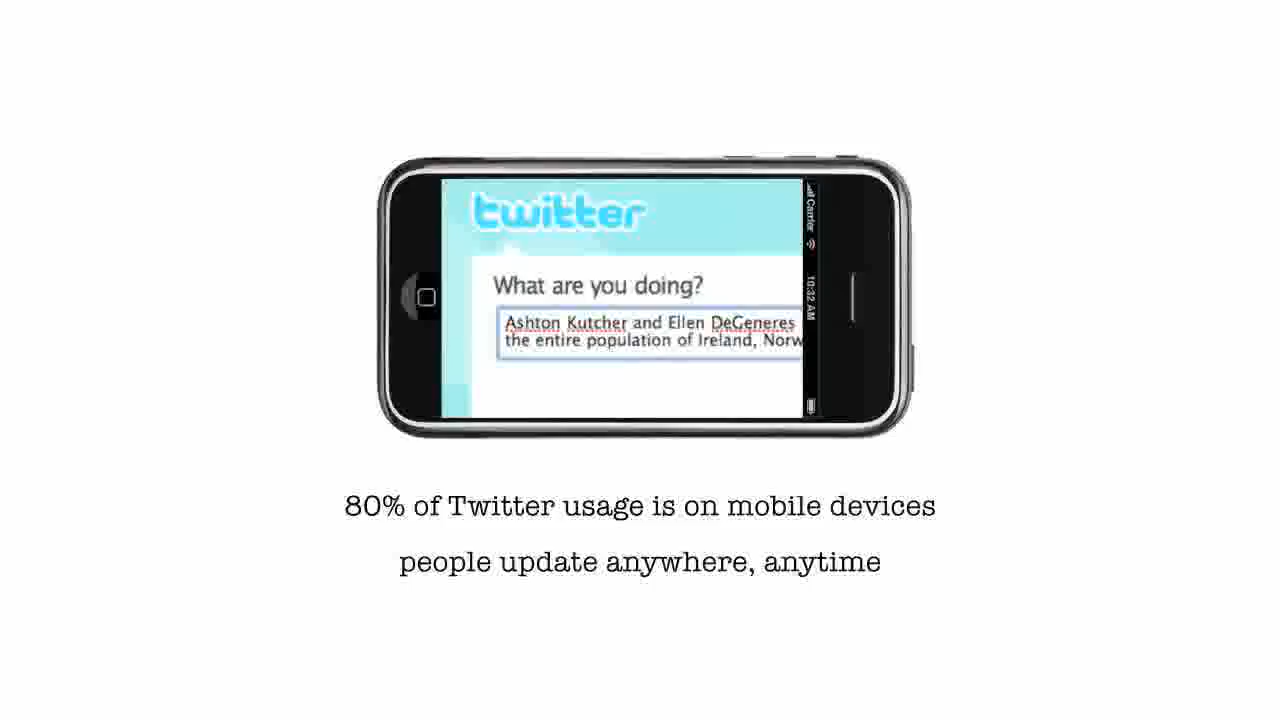 twitter
What are you doing?
Ashton Kutcher and Ellen DeGeneres
the entire population of Ireland, Norw
Carrier
10:32 AM
80% of Twitter usage is on mobile devices
people update anywhere, anytime